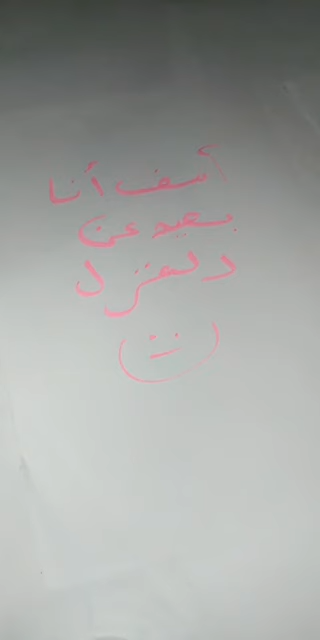 آسف أنا
بعيد عن
المنزل